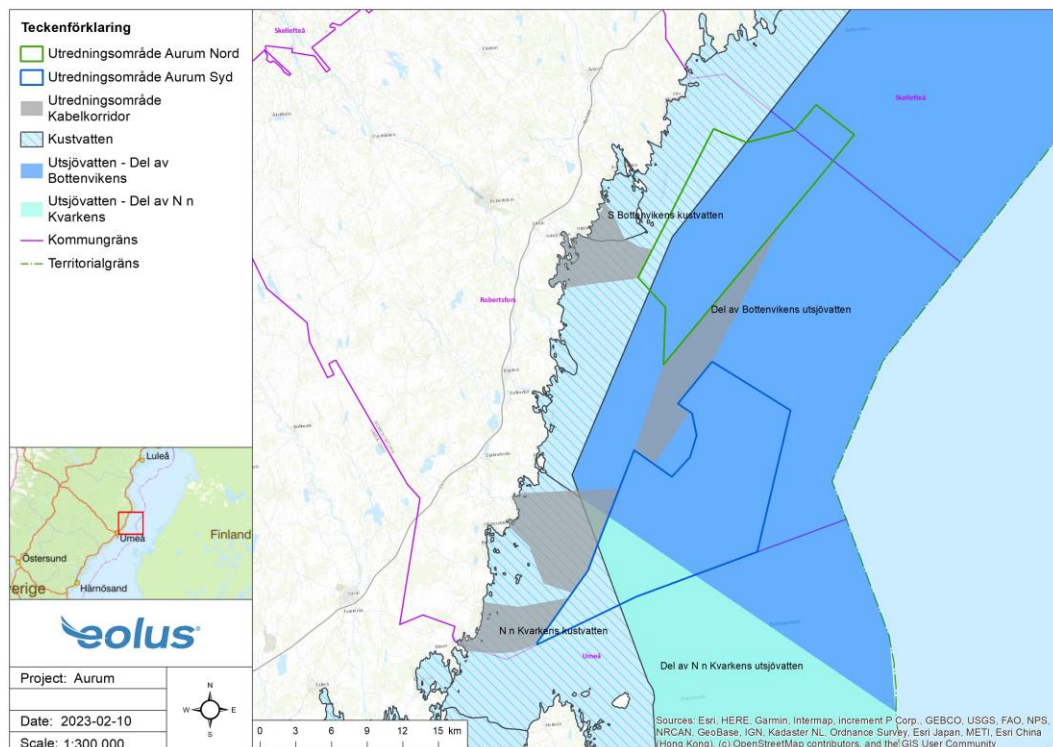 Teckenförklaring
Utredningsområde Aurum Nord
Utredningsområde Aurum Syd
Utredningsområde
Kabelkorridor
Kustvatten
Utsjövatten - Del av
Bottenvikens
Utsjövatten - Del av N n
Kvarkens
Kommungräns
Territorialgräns
Luleå
Umeå
Finland
Östersund
Härnösand
erige
eolus
Project: Aurum
Date: 2023-02-10
Scale: 1:300 000
N
W
E
S
Skellefteå
Skellefteå
S Bottenvikens kustvatten
Robertsfors
Del av Bottenvikens utsjövatten
N n Kvarkens kustvatten
Umeå
Del av N n Kvarkens utsjövatten
0 3 6 9 12 15 km
Sources: Esri, HERE, Garmin, Intermap, increment P Corp., GEBCO, USGS, FAO, NPS,
NRCAN, GeoBase, IGN, Kadaster NL, Ordnance Survey, Esri Japan, METI, Esri China
(Hong Kong), (c) OpenStreetMap contributors, and the GIS User Community